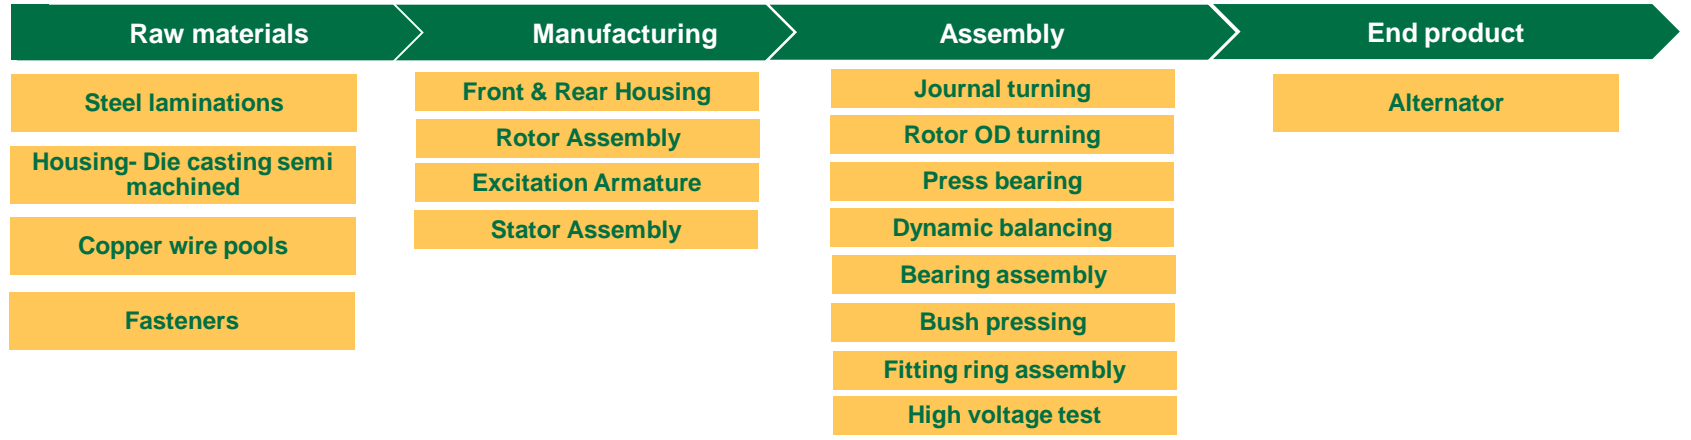 Raw materials
Manufacturing
Assembly
End product
Steel laminations
Housing- Die casting semi
machined
Copper wire pools
Fasteners
Front & Rear Housing
Rotor Assembly
Excitation Armature
Stator Assembly
Journal turning
Rotor OD turning
Press bearing
Dynamic balancing
Bearing assembly
Bush pressing
Fitting ring assembly
High voltage test
Alternator